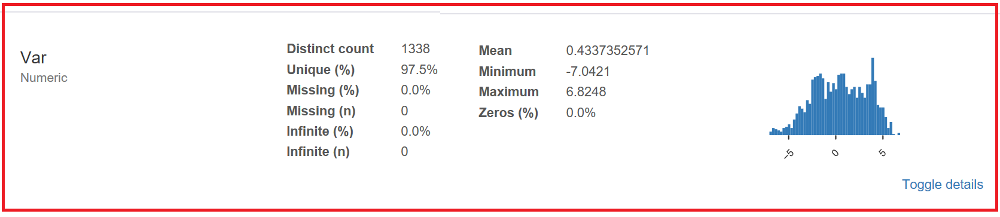 Var
Numeric
Distinct count 1338
Unique (%) 97.5%
Missing (%) 0.0%
Missing (n) 0
Infinite (%) 0.0%
Infinite (n) 0
Mean 0.4337352571
Minimum -7.0421
Maximum 6.8248
Zeros (%) 0.0%
−5 0 5
Toggle details